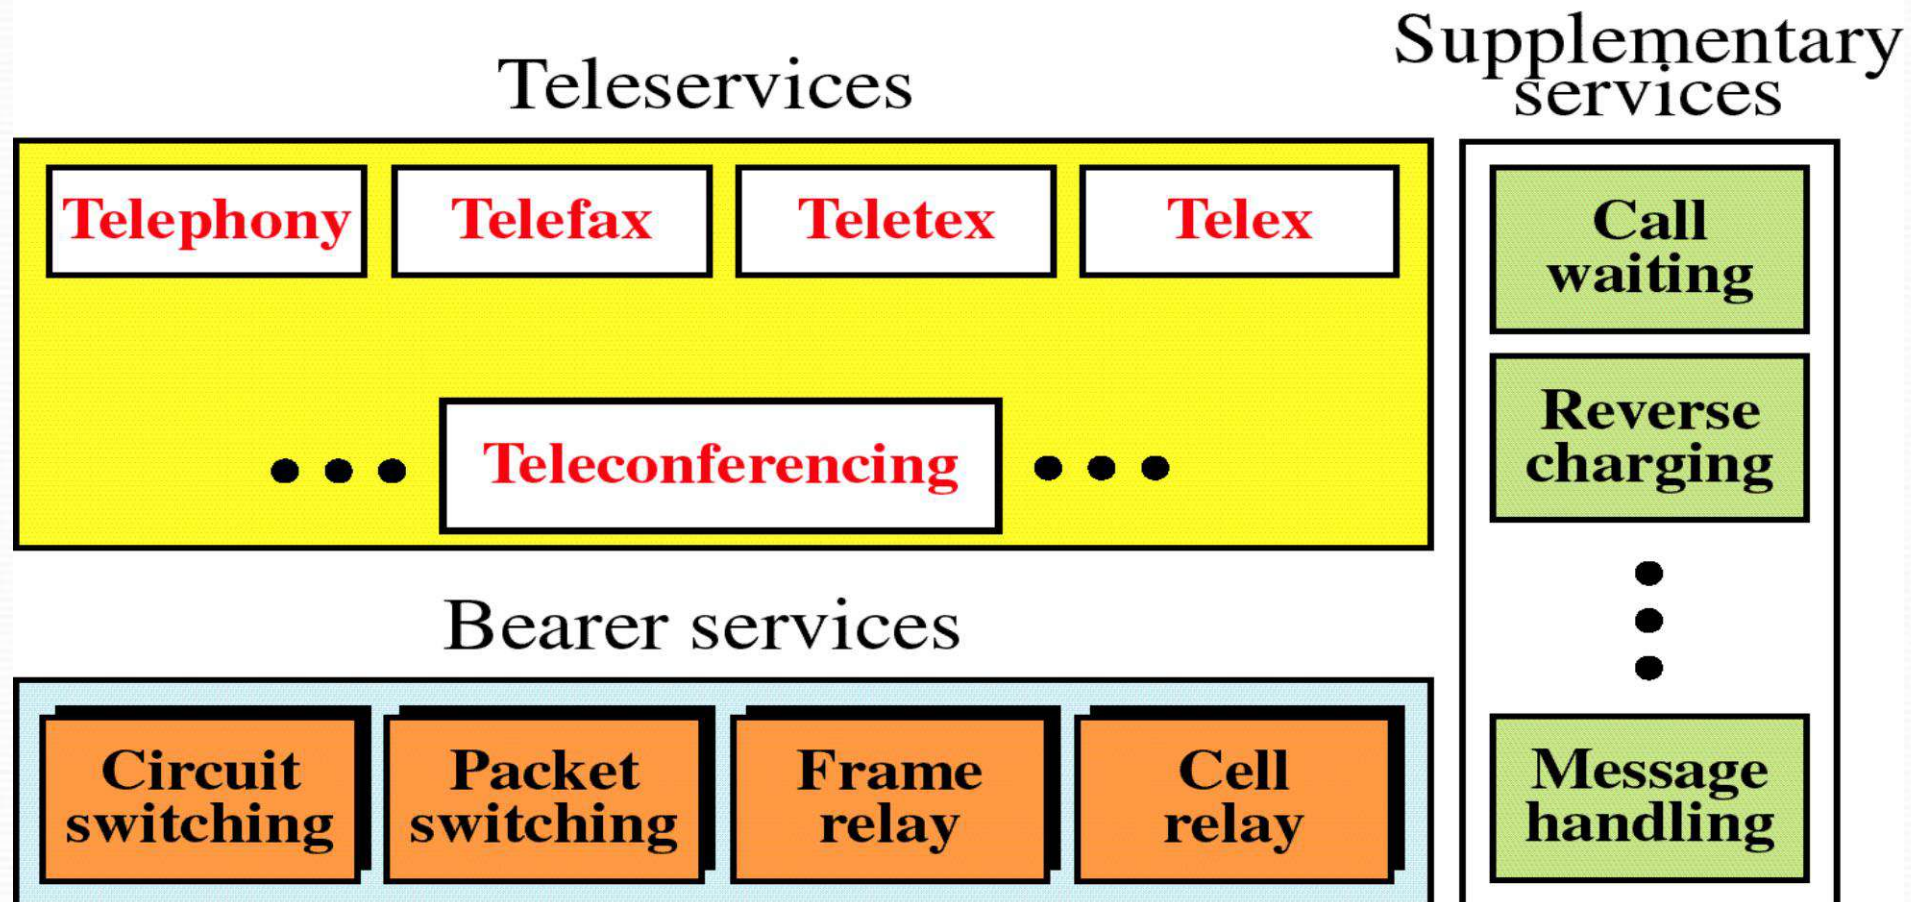 Teleservices
Supplementary
services
Telephony
Telefax
Teletex
Telex
Teleconferencing
Call
waiting
Reverse
charging
Message
handling
Bearer services
Circuit
switching
Packet
switching
Frame
relay
Cell
relay